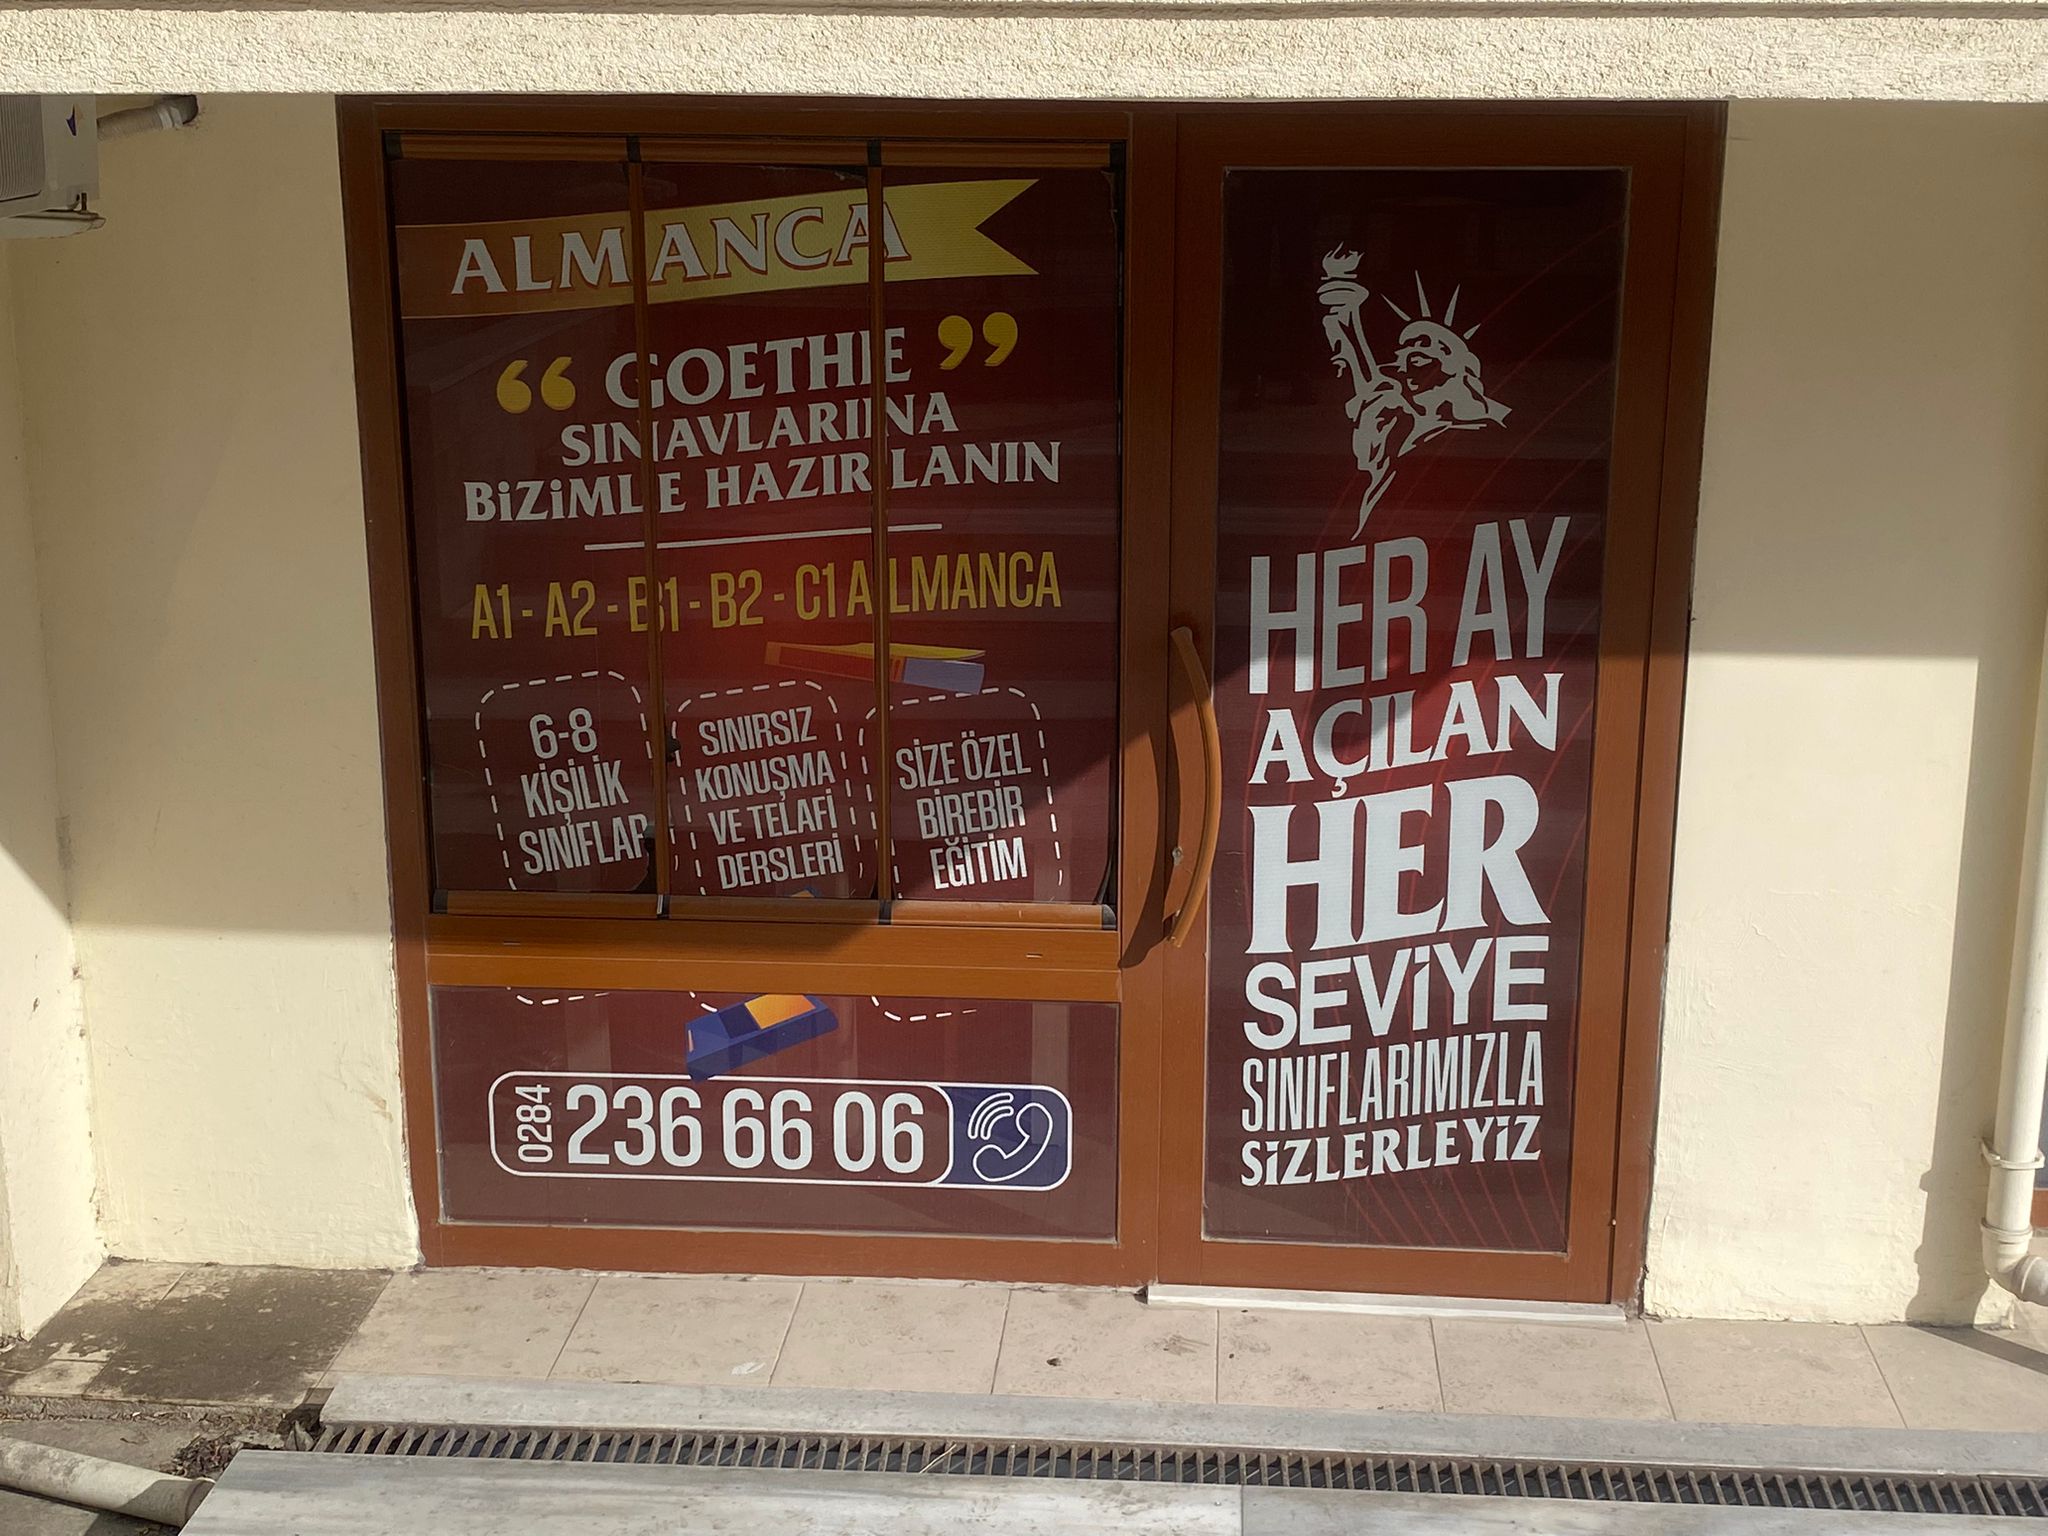 ALMANCA
“ GOETHE ”
SINAVLARINA
BİZİMLE HAZIRLANIN
A1 - A2 - B1 - B2 - C1 ALMANCA
6-8
KİŞİLİK
SINIFLAR
SINIRSIZ
KONUŞMA
VE TELAFİ
DERSLERİ
SİZE ÖZEL
BİREBİR
EĞİTİM
0284 236 66 06
HER AY
AÇILAN
HER
SEVİYE
SINIFLARIMIZLA
SİZLERLEYİZ